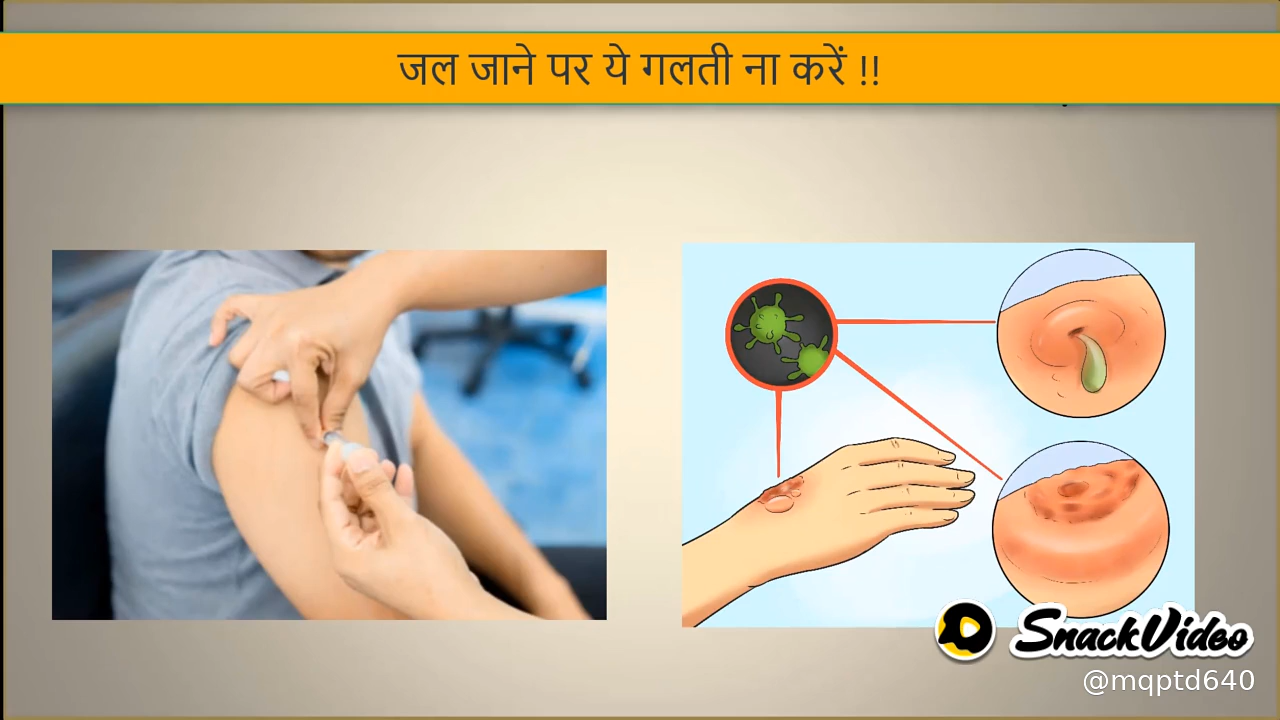 जल जाने पर ये गलती ना करें !!
SnackVideo
@mqptd640